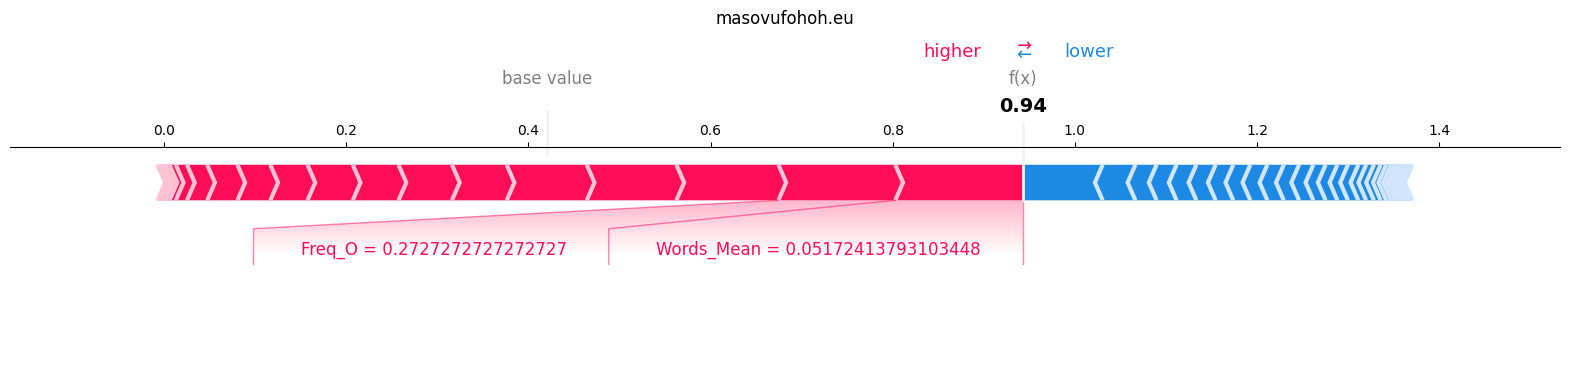 masovufohoh.eu
higher → ← lower
base value f(x)
0.94
0.0 0.2 0.4 0.6 0.8 1.0 1.2 1.4
Freq_O = 0.2727272727272727 Words_Mean = 0.05172413793103448